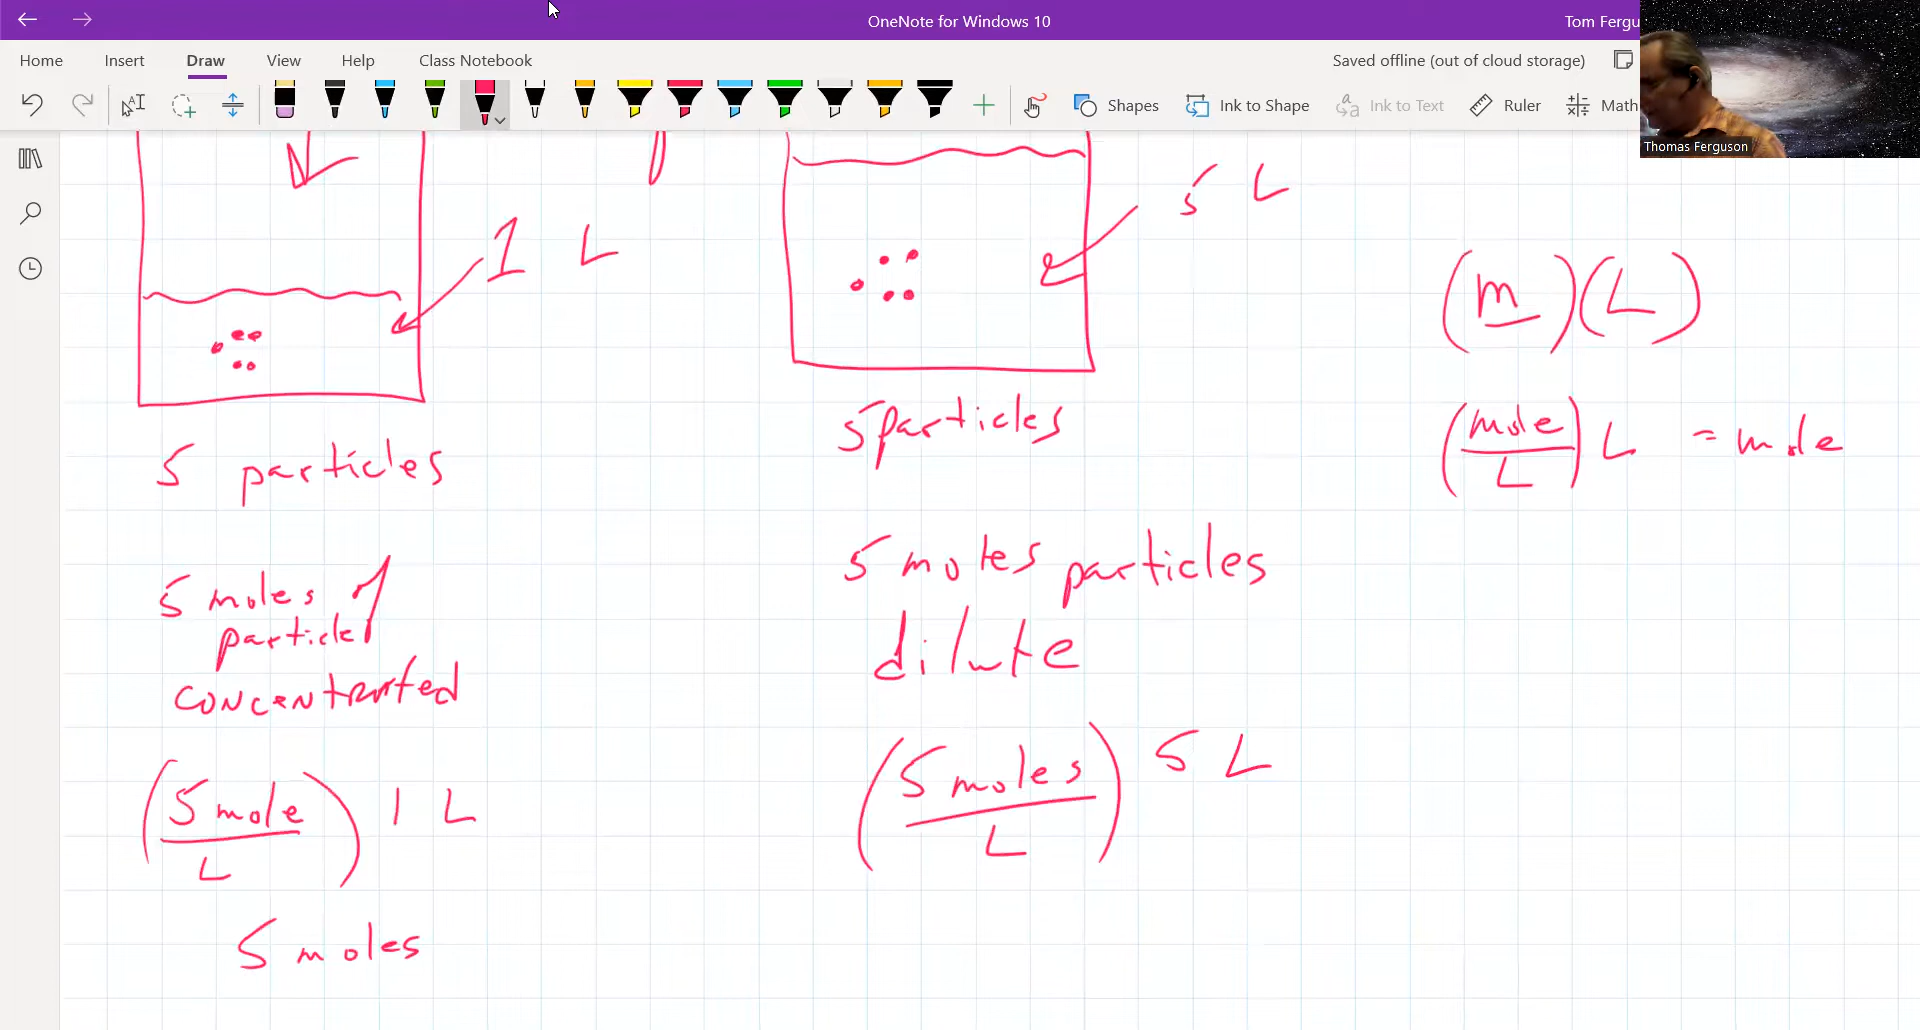 OneNote for Windows 10
Tom Fergu
Home Insert Draw View Help Class Notebook
Saved offline (out of cloud storage)
Shapes Ink to Shape Ink to Text Ruler Math
Thomas Ferguson
1 L
5 particles
5 moles of
particles
concentrated
(5 mole / L) 1 L
5 moles
5 L
5 particles
5 moles particles
dilute
(5 moles / L) 5 L
(m)(L)
(mole / L) L = mole